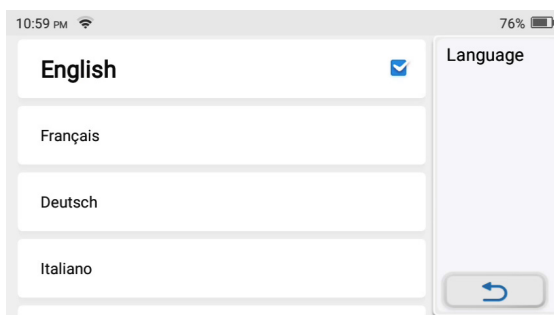 10:59 PM
76%
English
Language
Français
Deutsch
Italiano